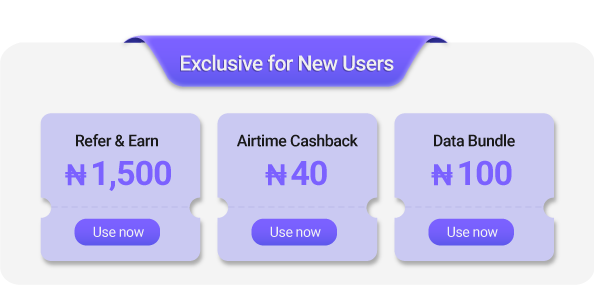 Exclusive for New Users
Refer & Earn
₦1,500
Use now
Airtime Cashback
₦40
Use now
Data Bundle
₦100
Use now